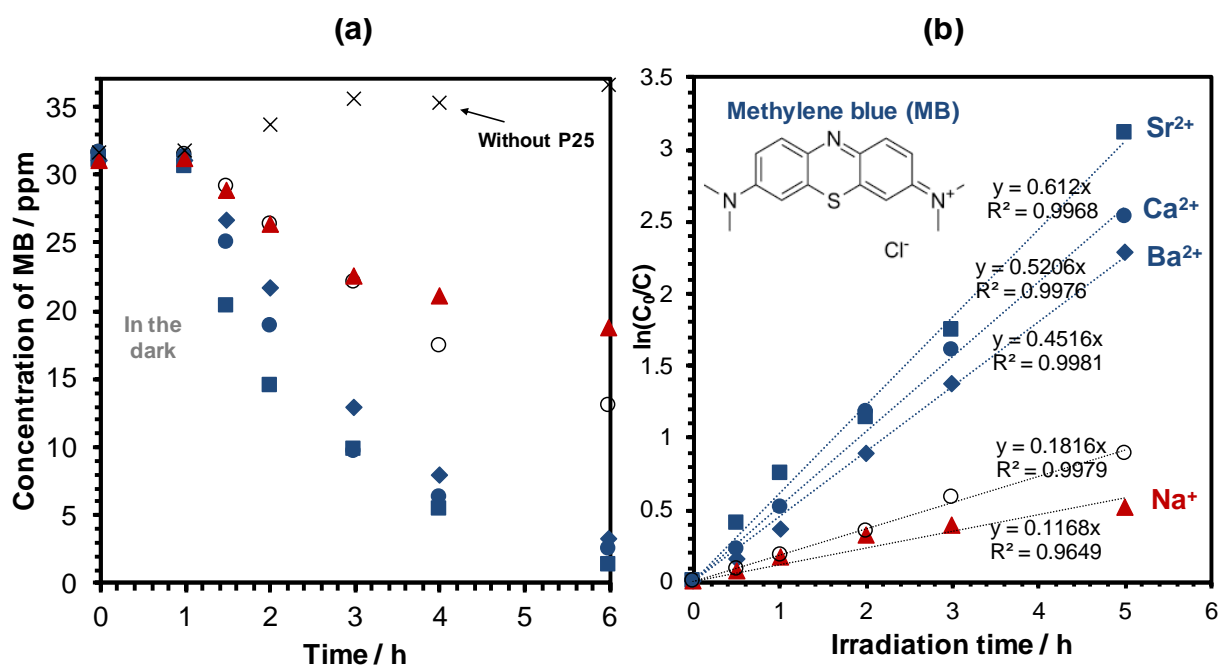 (a)
Concentration of MB / ppm
35
30
25
20
15
10
5
0
0
1
2
3
4
5
6
Time / h
Without P25
In the
dark
(b)
ln(C₀/C)
3.5
3
2.5
2
1.5
1
0.5
0
0
1
2
3
4
5
6
Irradiation time / h
Methylene blue (MB)
N
N
S
N⁺
Cl⁻
Sr²⁺
y = 0.612x
R² = 0.9968
Ca²⁺
y = 0.5206x
R² = 0.9976
Ba²⁺
y = 0.4516x
R² = 0.9981
y = 0.1816x
R² = 0.9979
Na⁺
y = 0.1168x
R² = 0.9649